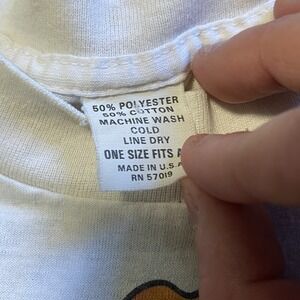 50% POLYESTER
50% COTTON
MACHINE WASH
COLD
LINE DRY
ONE SIZE FITS A
MADE IN U.S.A
RN 57019